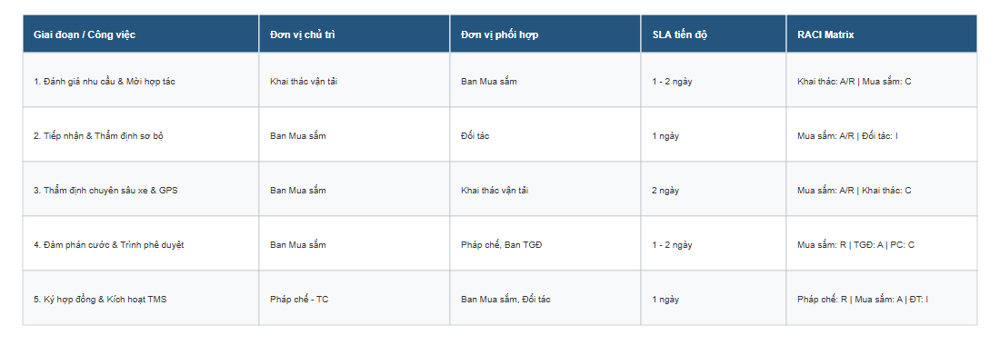 Giai đoạn / Công việc Đơn vị chủ trì Đơn vị phối hợp SLA tiến độ RACI Matrix
1. Đánh giá nhu cầu & Mời hợp tác Khai thác vận tải Ban Mua sắm 1 - 2 ngày Khai thác: A/R | Mua sắm: C
2. Tiếp nhận & Thẩm định sơ bộ Ban Mua sắm Đối tác 1 ngày Mua sắm: A/R | Đối tác: I
3. Thẩm định chuyên sâu xe & GPS Ban Mua sắm Khai thác vận tải 2 ngày Mua sắm: A/R | Khai thác: C
4. Đàm phán cước & Trình phê duyệt Ban Mua sắm Pháp chế, Ban TGĐ 1 - 2 ngày Mua sắm: R | TGĐ: A | PC: C
5. Ký hợp đồng & Kích hoạt TMS Pháp chế - TC Ban Mua sắm, Đối tác 1 ngày Pháp chế: R | Mua sắm: A | ĐT: I